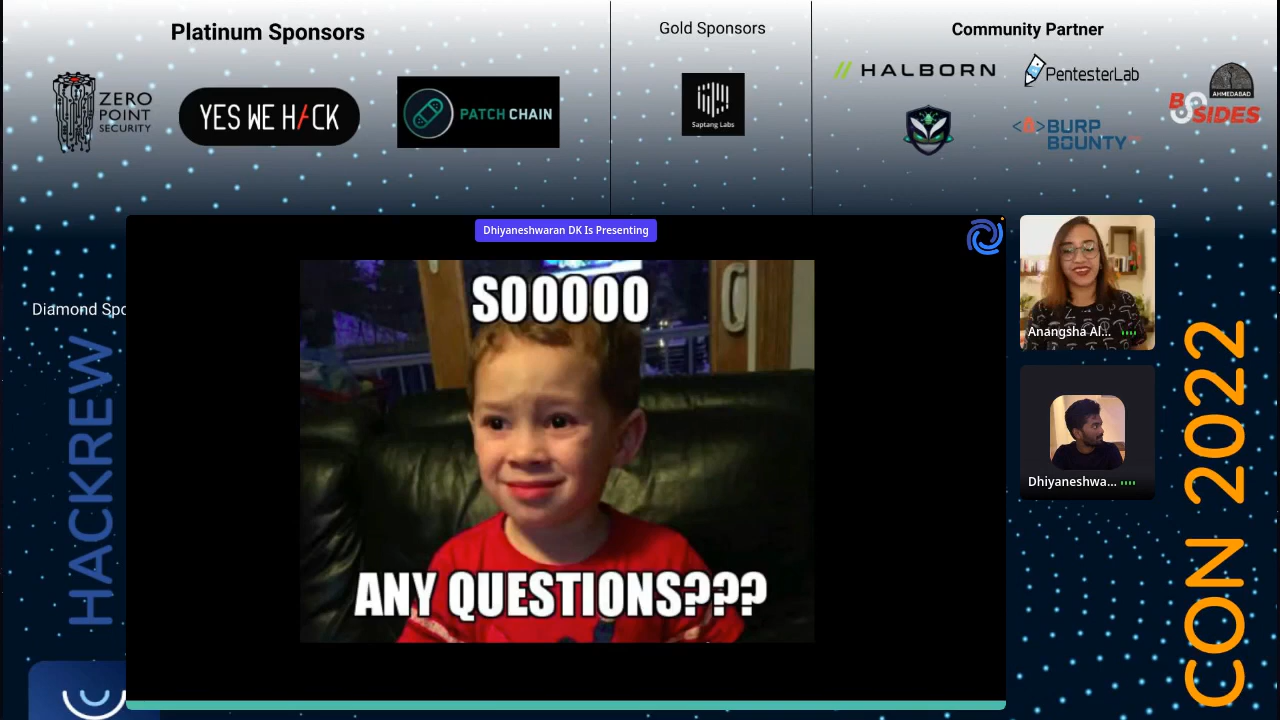 Platinum Sponsors
Gold Sponsors
Community Partner
ZERO
POINT
SECURITY
YES WE H/CK
PATCH CHAIN
Saptang Labs
HALBORN
PentesterLab
AHMEDABAD
BSIDES
<B>BURP
BOUNTY
Dhiyaneshwaran DK Is Presenting
Diamond Spo
HACKREW
SOOOOO
ANY QUESTIONS???
Anangsha Al...
Dhiyaneshwa...
CON 2022